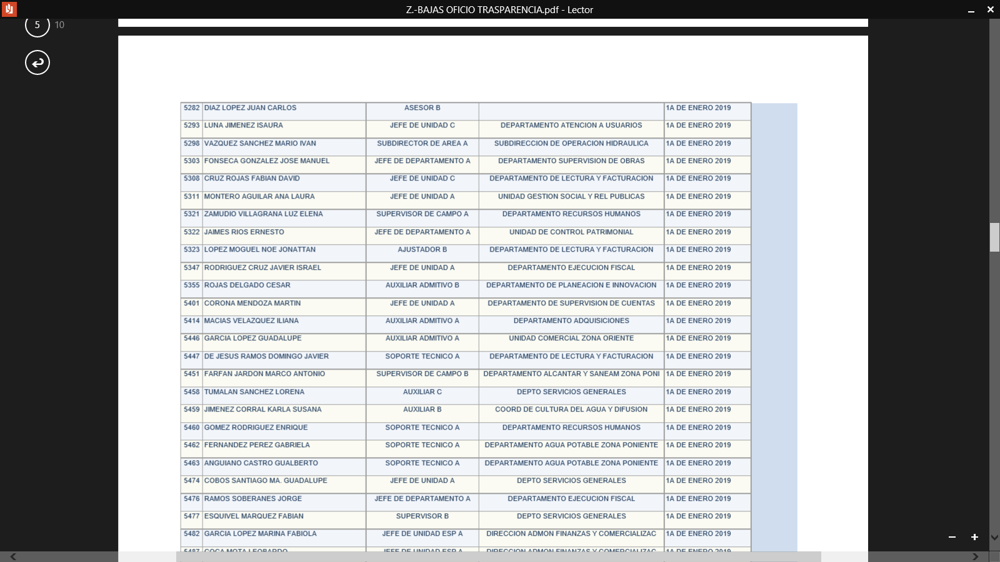 Z.-BAJAS OFICIO TRASPARENCIA.pdf - Lector
5 10
5282 DIAZ LOPEZ JUAN CARLOS ASESOR B 1A DE ENERO 2019
5293 LUNA JIMENEZ ISAURA JEFE DE UNIDAD C DEPARTAMENTO ATENCION A USUARIOS 1A DE ENERO 2019
5298 VAZQUEZ SANCHEZ MARIO IVAN SUBDIRECTOR DE AREA A SUBDIRECCION DE OPERACION HIDRAULICA 1A DE ENERO 2019
5303 FONSECA GONZALEZ JOSE MANUEL JEFE DE DEPARTAMENTO A DEPARTAMENTO SUPERVISION DE OBRAS 1A DE ENERO 2019
5308 CRUZ ROJAS FABIAN DAVID JEFE DE UNIDAD C DEPARTAMENTO DE LECTURA Y FACTURACION 1A DE ENERO 2019
5311 MONTERO AGUILAR ANA LAURA JEFE DE UNIDAD A UNIDAD GESTION SOCIAL Y REL PUBLICAS 1A DE ENERO 2019
5321 ZAMUDIO VILLAGRANA LUZ ELENA SUPERVISOR DE CAMPO A DEPARTAMENTO RECURSOS HUMANOS 1A DE ENERO 2019
5322 JAIMES RIOS ERNESTO JEFE DE DEPARTAMENTO A UNIDAD DE CONTROL PATRIMONIAL 1A DE ENERO 2019
5323 LOPEZ MOGUEL NOE JONATTAN AJUSTADOR B DEPARTAMENTO DE LECTURA Y FACTURACION 1A DE ENERO 2019
5347 RODRIGUEZ CRUZ JAVIER ISRAEL JEFE DE UNIDAD A DEPARTAMENTO EJECUCION FISCAL 1A DE ENERO 2019
5355 ROJAS DELGADO CESAR AUXILIAR ADMITIVO B DEPARTAMENTO DE PLANEACION E INNOVACION 1A DE ENERO 2019
5401 CORONA MENDOZA MARTIN JEFE DE UNIDAD A DEPARTAMENTO DE SUPERVISION DE CUENTAS 1A DE ENERO 2019
5414 MACIAS VELAZQUEZ ILIANA AUXILIAR ADMITIVO A DEPARTAMENTO ADQUISICIONES 1A DE ENERO 2019
5446 GARCIA LOPEZ GUADALUPE AUXILIAR ADMITIVO A UNIDAD COMERCIAL ZONA ORIENTE 1A DE ENERO 2019
5447 DE JESUS RAMOS DOMINGO JAVIER SOPORTE TECNICO A DEPARTAMENTO DE LECTURA Y FACTURACION 1A DE ENERO 2019
5451 FARFAN JARDON MARCO ANTONIO SUPERVISOR DE CAMPO B DEPARTAMENTO ALCANTAR Y SANEAM ZONA PONI 1A DE ENERO 2019
5458 TUMALAN SANCHEZ LORENA AUXILIAR C DEPTO SERVICIOS GENERALES 1A DE ENERO 2019
5459 JIMENEZ CORRAL KARLA SUSANA AUXILIAR B COORD DE CULTURA DEL AGUA Y DIFUSION 1A DE ENERO 2019
5460 GOMEZ RODRIGUEZ ENRIQUE SOPORTE TECNICO A DEPARTAMENTO RECURSOS HUMANOS 1A DE ENERO 2019
5462 FERNANDEZ PEREZ GABRIELA SOPORTE TECNICO A DEPARTAMENTO AGUA POTABLE ZONA PONIENTE 1A DE ENERO 2019
5463 ANGUIANO CASTRO GUALBERTO SOPORTE TECNICO A DEPARTAMENTO AGUA POTABLE ZONA PONIENTE 1A DE ENERO 2019
5474 COBOS SANTIAGO MA. GUADALUPE JEFE DE UNIDAD A DEPTO SERVICIOS GENERALES 1A DE ENERO 2019
5476 RAMOS SOBERANES JORGE JEFE DE DEPARTAMENTO A DEPARTAMENTO EJECUCION FISCAL 1A DE ENERO 2019
5477 ESQUIVEL MARQUEZ FABIAN SUPERVISOR B DEPTO SERVICIOS GENERALES 1A DE ENERO 2019
5482 GARCIA LOPEZ MARINA FABIOLA JEFE DE UNIDAD ESP A DIRECCION ADMON FINANZAS Y COMERCIALIZAC 1A DE ENERO 2019
5487 COCA MOTA LEOBARDO JEFE DE UNIDAD ESP A DIRECCION ADMON FINANZAS Y COMERCIALIZAC 1A DE ENERO 2019